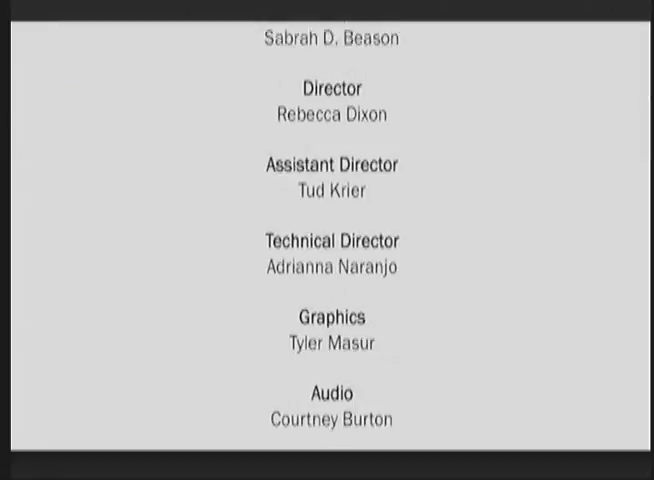 Sabrah D. Beason
Director
Rebecca Dixon
Assistant Director
Tud Krier
Technical Director
Adrianna Naranjo
Graphics
Tyler Masur
Audio
Courtney Burton